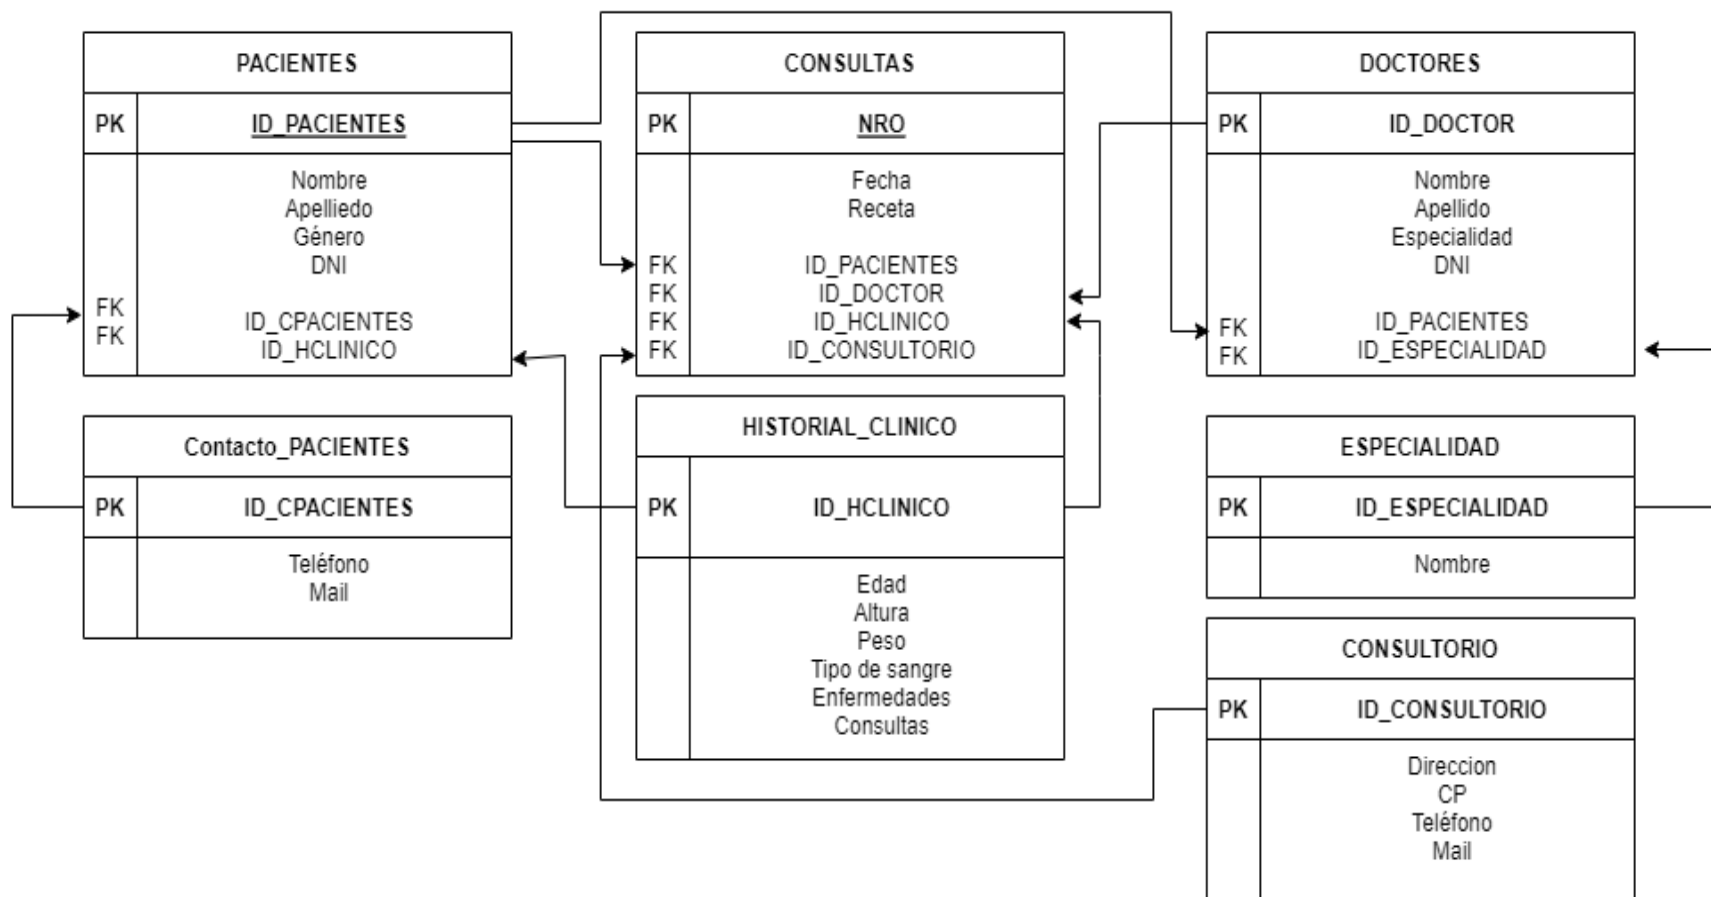 PACIENTES
PK ID_PACIENTES
Nombre
Apelliedo
Género
DNI
FK ID_CPACIENTES
FK ID_HCLINICO
CONSULTAS
PK NRO
Fecha
Receta
FK ID_PACIENTES
FK ID_DOCTOR
FK ID_HCLINICO
FK ID_CONSULTORIO
DOCTORES
PK ID_DOCTOR
Nombre
Apellido
Especialidad
DNI
FK ID_PACIENTES
FK ID_ESPECIALIDAD
Contacto_PACIENTES
PK ID_CPACIENTES
Teléfono
Mail
HISTORIAL_CLINICO
PK ID_HCLINICO
Edad
Altura
Peso
Tipo de sangre
Enfermedades
Consultas
ESPECIALIDAD
PK ID_ESPECIALIDAD
Nombre
CONSULTORIO
PK ID_CONSULTORIO
Direccion
CP
Teléfono
Mail